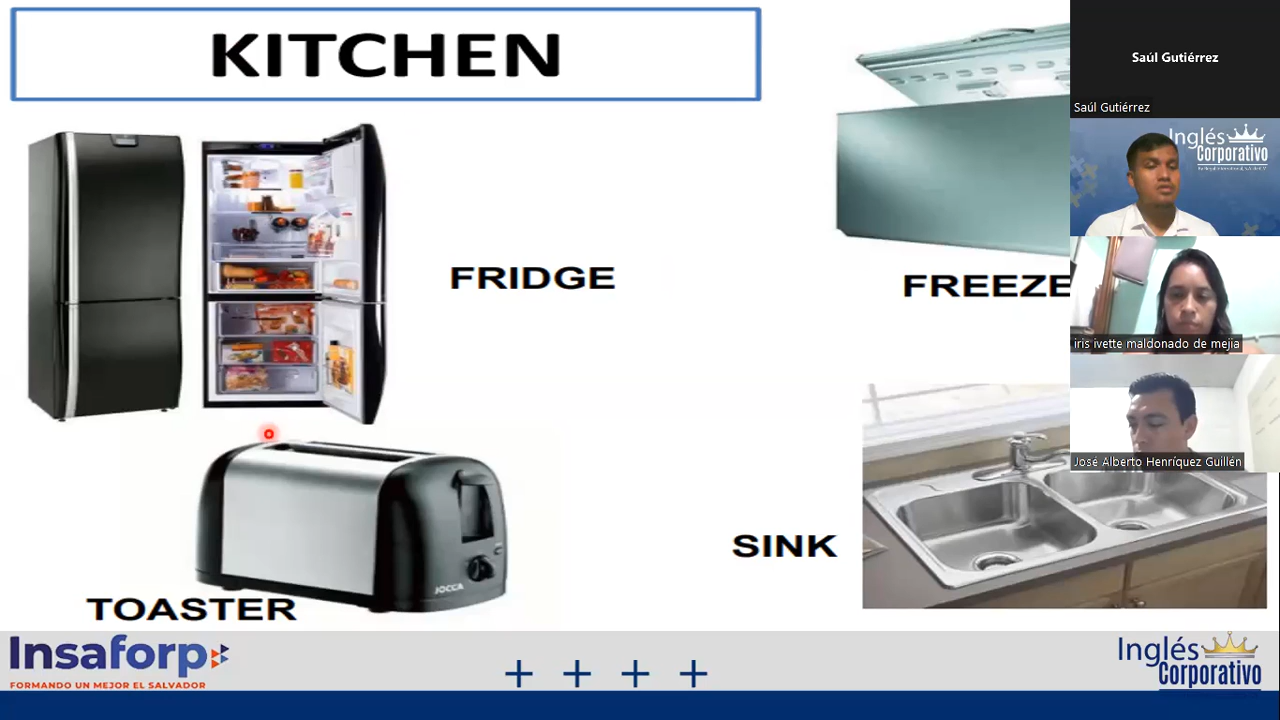 KITCHEN
Saúl Gutiérrez
Saúl Gutiérrez
Inglés
Corporativo
FRIDGE
FREEZE
iris ivette maldonado de mejia
José Alberto Henríquez Guillén
SINK
JOCCA
TOASTER
Insaforp
FORMANDO UN MEJOR EL SALVADOR
Inglés
Corporativo